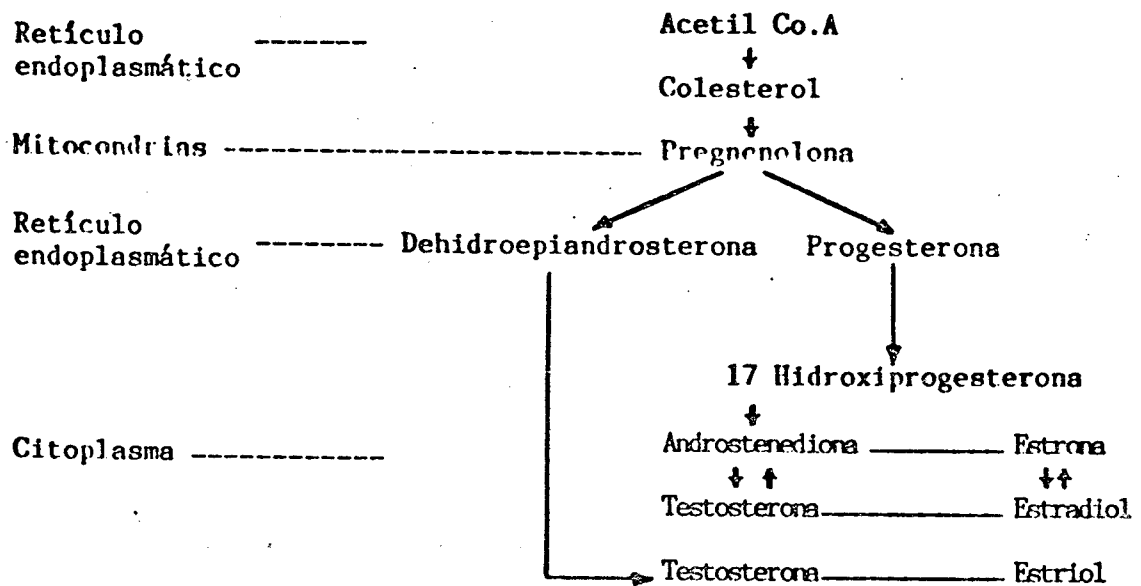 Retículo
endoplasmático
Acetil Co.A
Colesterol
Mitocondrias
Pregnenolona
Retículo
endoplasmático
Dehidroepiandrosterona
Progesterona
17 Hidroxiprogesterona
Citoplasma
Androstenediona
Estrona
Testosterona
Estradiol
Testosterona
Estriol